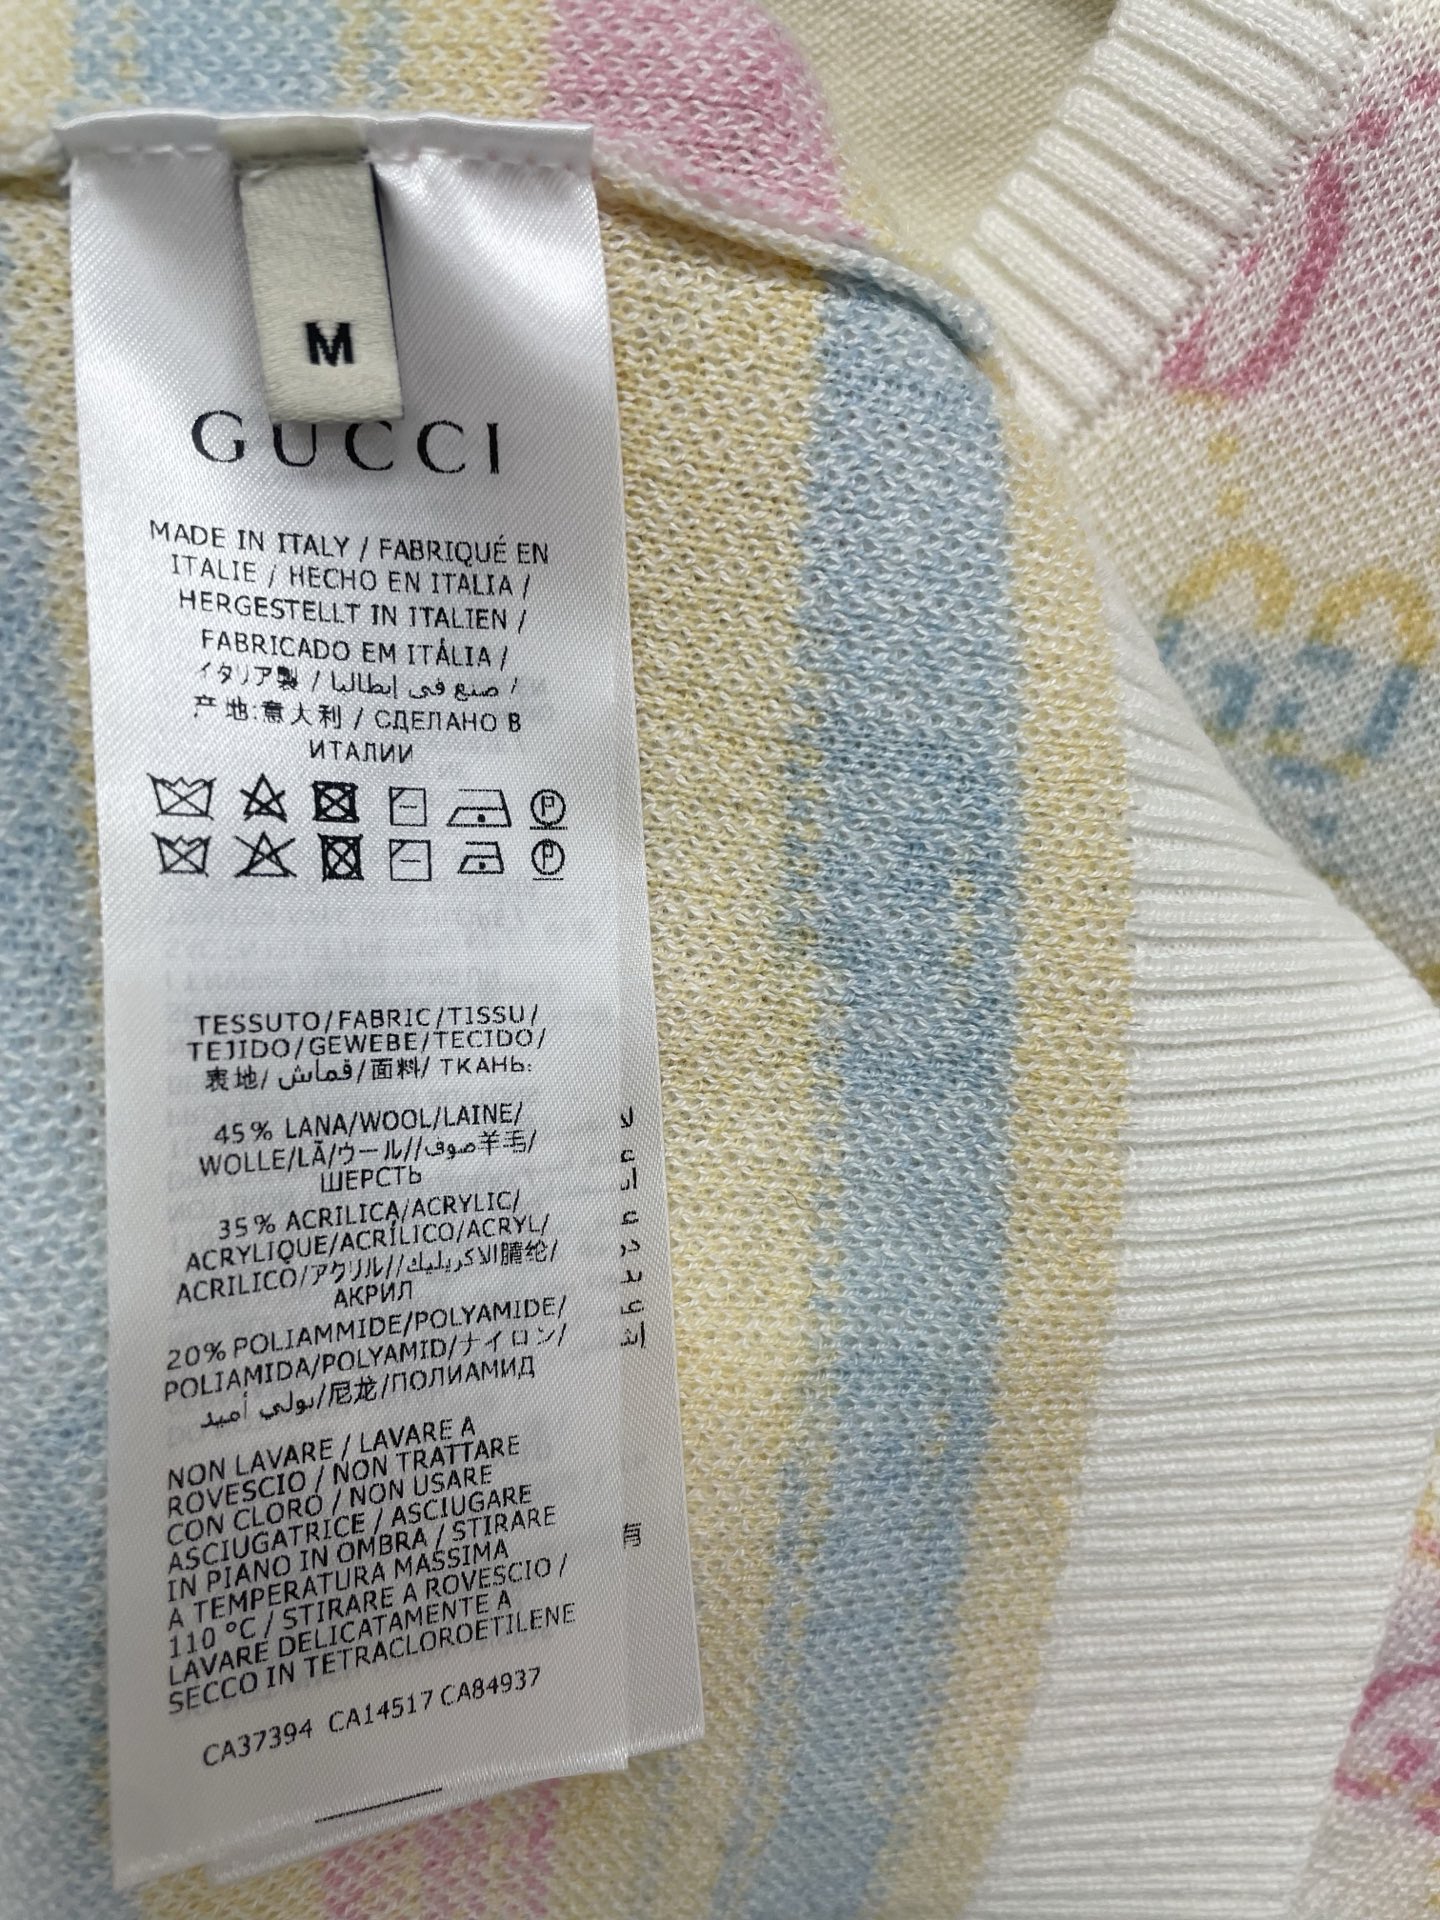 M
GUCCI
MADE IN ITALY / FABRIQUÉ EN
ITALIE / HECHO EN ITALIA /
HERGESTELLT IN ITALIEN /
FABRICADO EM ITÁLIA /
イタリア製 / صنع في إيطاليا /
产地:意大利 / СДЕЛАНО В
ИТАЛИИ
P
P
TESSUTO/FABRIC/TISSU/
TEJIDO/GEWEBE/TECIDO/
表地/ قماش/面料/ ТКАНЬ:
45% LANA/WOOL/LAINE/
WOLLE/LÃ/ウール//صوف羊毛/
ШЕРСТЬ
35% ACRILICA/ACRYLIC/
ACRYLIQUE/ACRÍLICO/ACRYL/
ACRILICO/アクリル//الاكريليك腈纶/
АКРИЛ
20% POLIAMMIDE/POLYAMIDE/
POLIAMIDA/POLYAMID/ナイロン/
بولي أميد/尼龙/ПОЛИАМИД
NON LAVARE / LAVARE A
ROVESCIO / NON TRATTARE
CON CLORO / NON USARE
ASCIUGATRICE / ASCIUGARE
IN PIANO IN OMBRA / STIRARE
A TEMPERATURA MASSIMA
110 °C / STIRARE A ROVESCIO /
LAVARE DELICATAMENTE A
SECCO IN TETRACLOROETILENE
CA37394 CA14517 CA84937